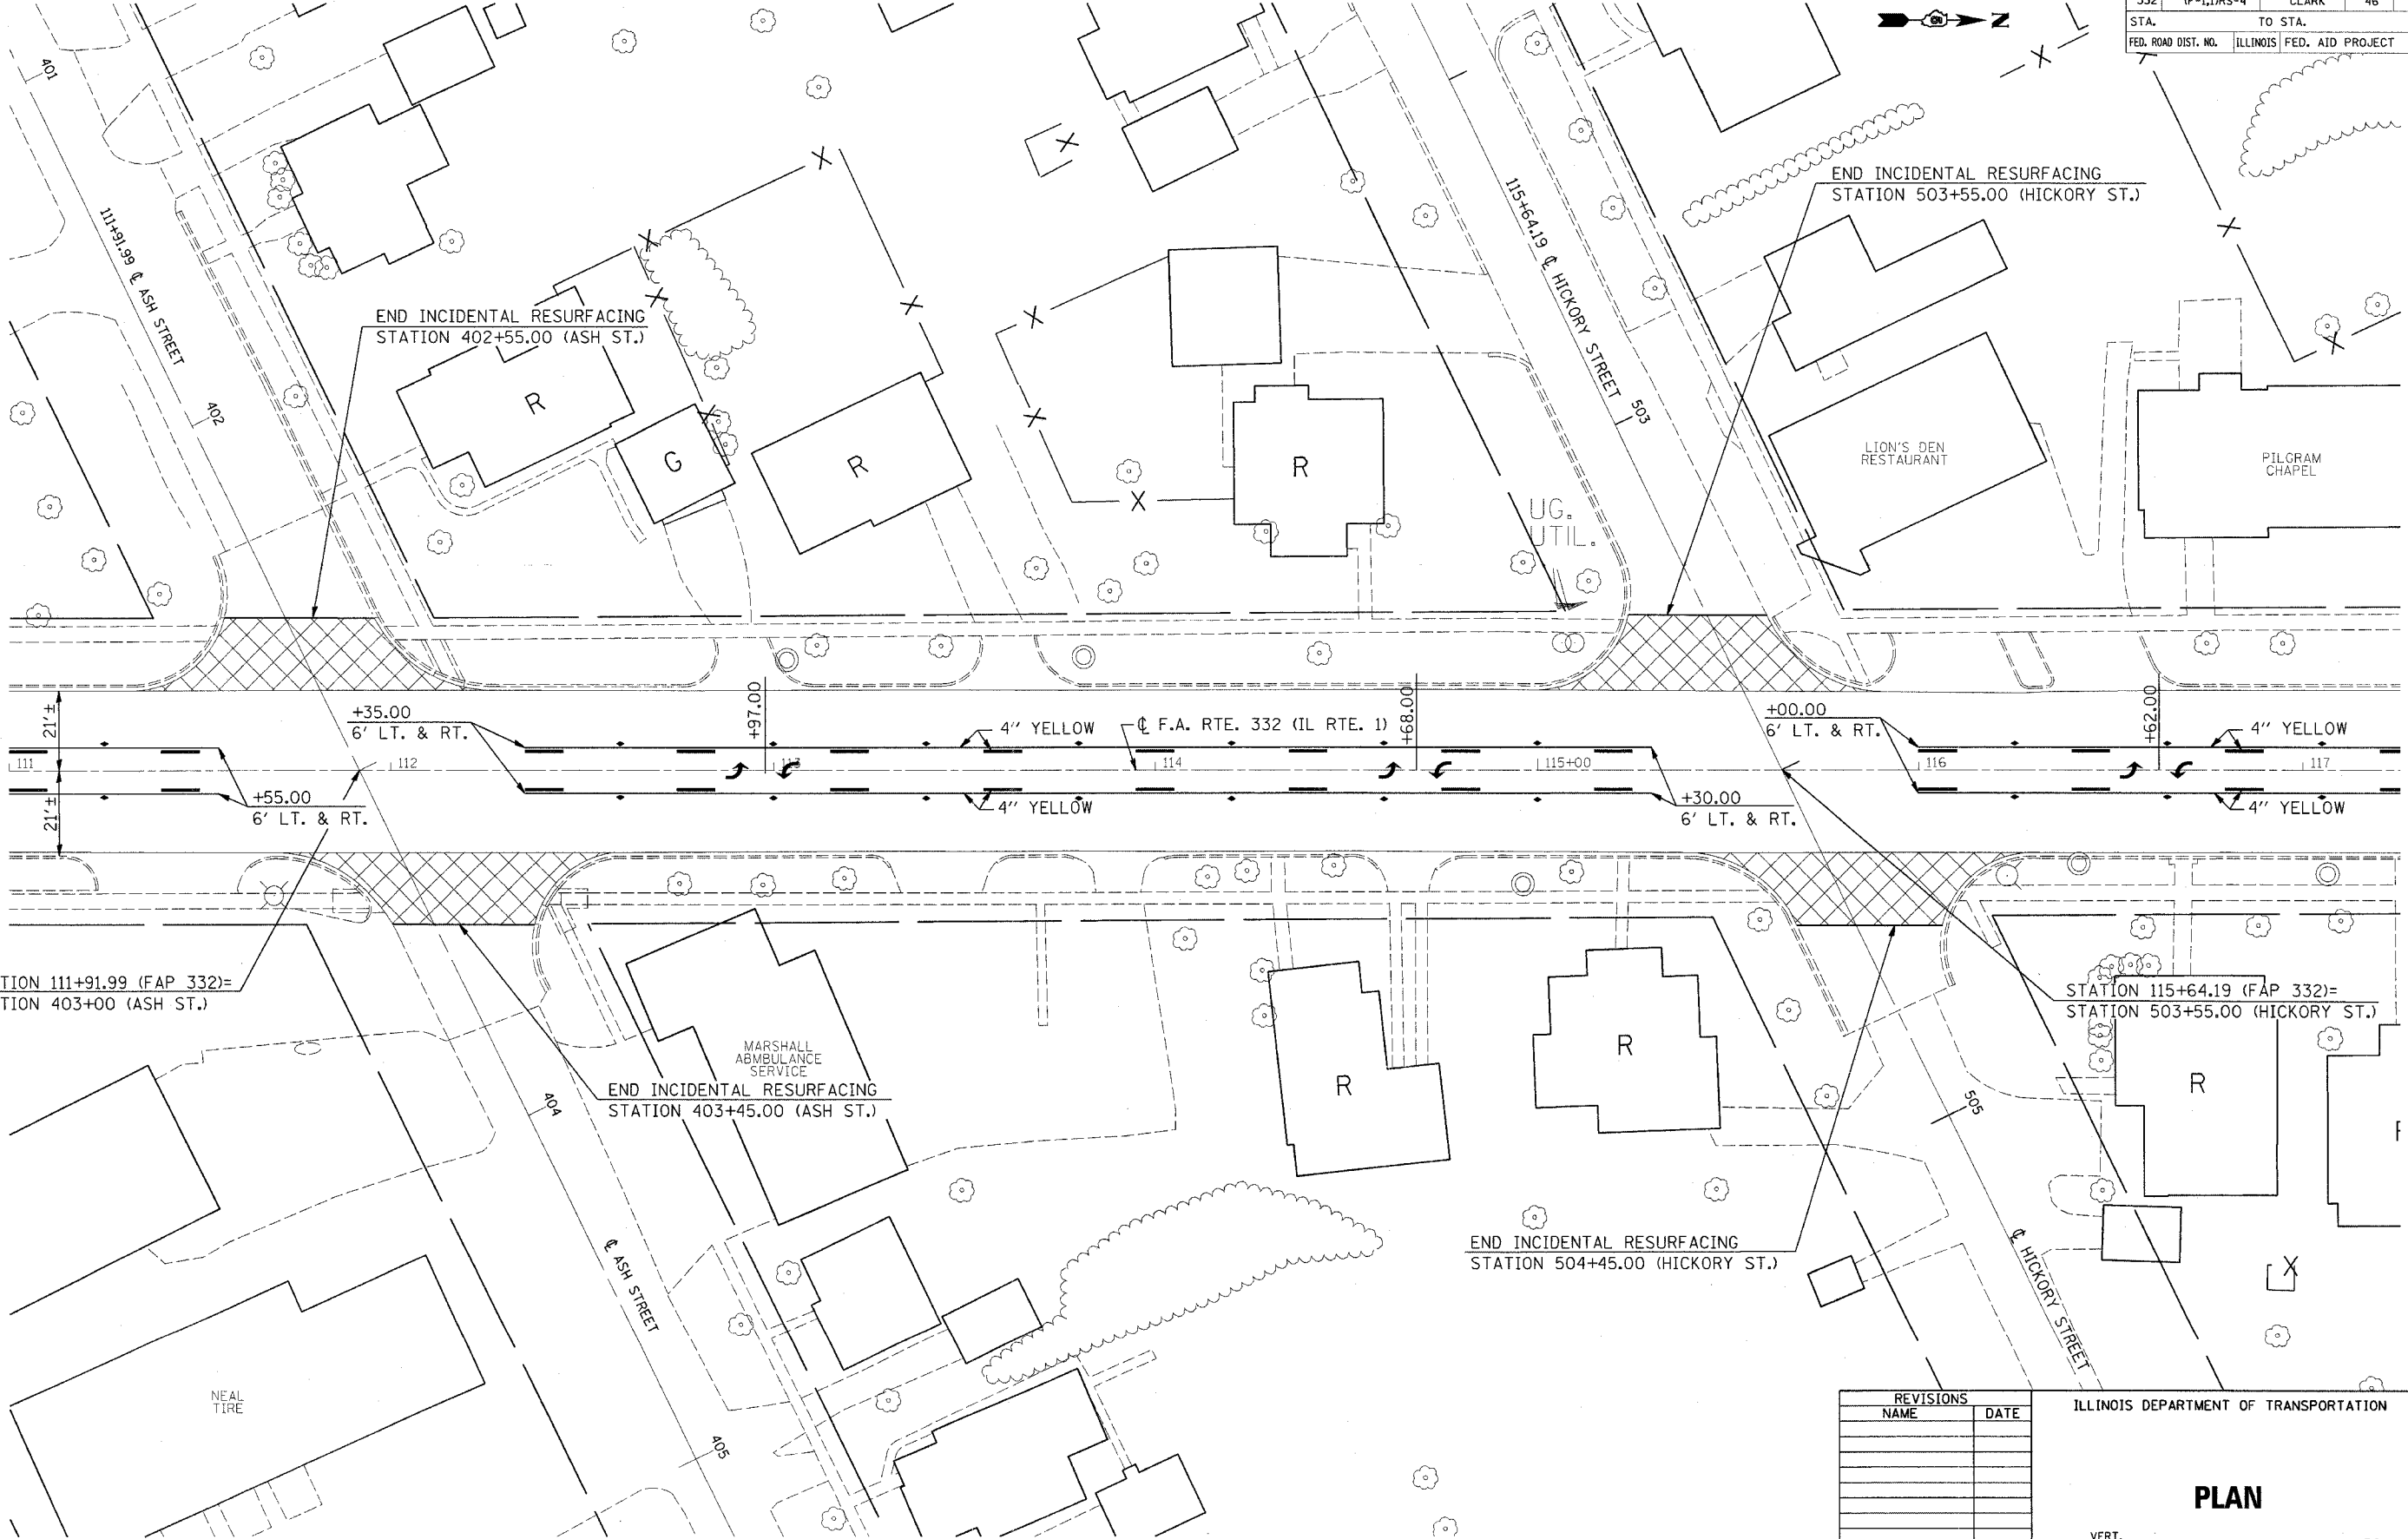 332 (P-1,1)RS-4 CLARK 46
STA. TO STA.
FED. ROAD DIST. NO. ILLINOIS FED. AID PROJECT
Z
401
111+91.99 ℄ ASH STREET
402
END INCIDENTAL RESURFACING
STATION 402+55.00 (ASH ST.)
R
G
R
R
UG.
UTIL.
115+64.19 ℄ HICKORY STREET
503
END INCIDENTAL RESURFACING
STATION 503+55.00 (HICKORY ST.)
LION'S DEN
RESTAURANT
PILGRAM
CHAPEL
21'±
21'±
+35.00
6' LT. & RT.
+97.00
4" YELLOW
℄ F.A. RTE. 332 (IL RTE. 1)
+68.00
+00.00
6' LT. & RT.
+62.00
4" YELLOW
111
112
113
114
115+00
116
117
+55.00
6' LT. & RT.
4" YELLOW
+30.00
6' LT. & RT.
4" YELLOW
TION 111+91.99 (FAP 332)=
TION 403+00 (ASH ST.)
STATION 115+64.19 (FAP 332)=
STATION 503+55.00 (HICKORY ST.)
MARSHALL
ABMBULANCE
SERVICE
END INCIDENTAL RESURFACING
STATION 403+45.00 (ASH ST.)
404
R
R
R
505
℄ ASH STREET
END INCIDENTAL RESURFACING
STATION 504+45.00 (HICKORY ST.)
℄ HICKORY STREET
NEAL
TIRE
405
REVISIONS
NAME DATE
ILLINOIS DEPARTMENT OF TRANSPORTATION
PLAN
VERT.